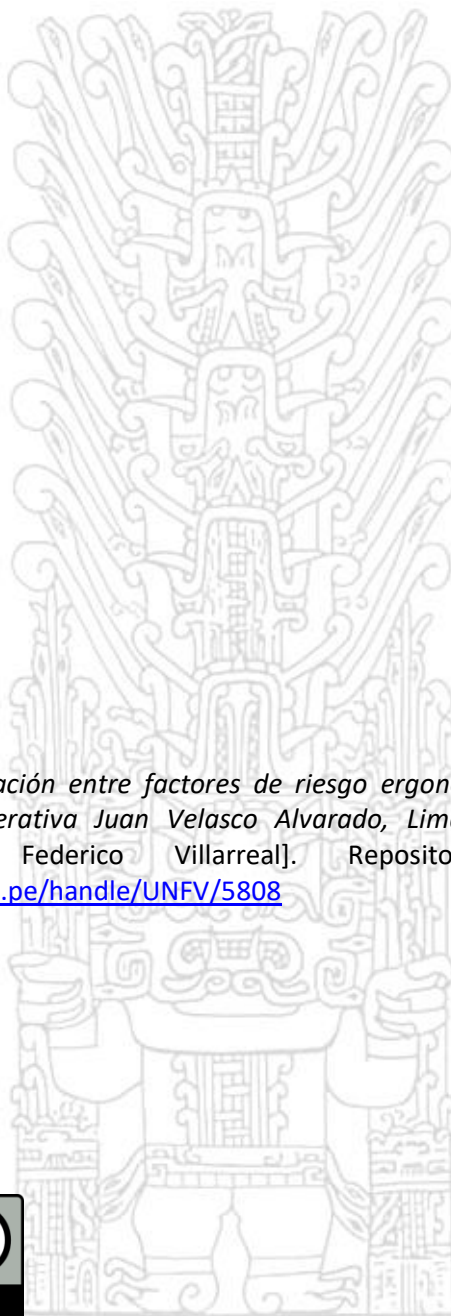 ación entre factores de riesgo ergon
erativa Juan Velasco Alvarado, Lim
Federico Villarreal]. Reposito
.pe/handle/UNFV/5808